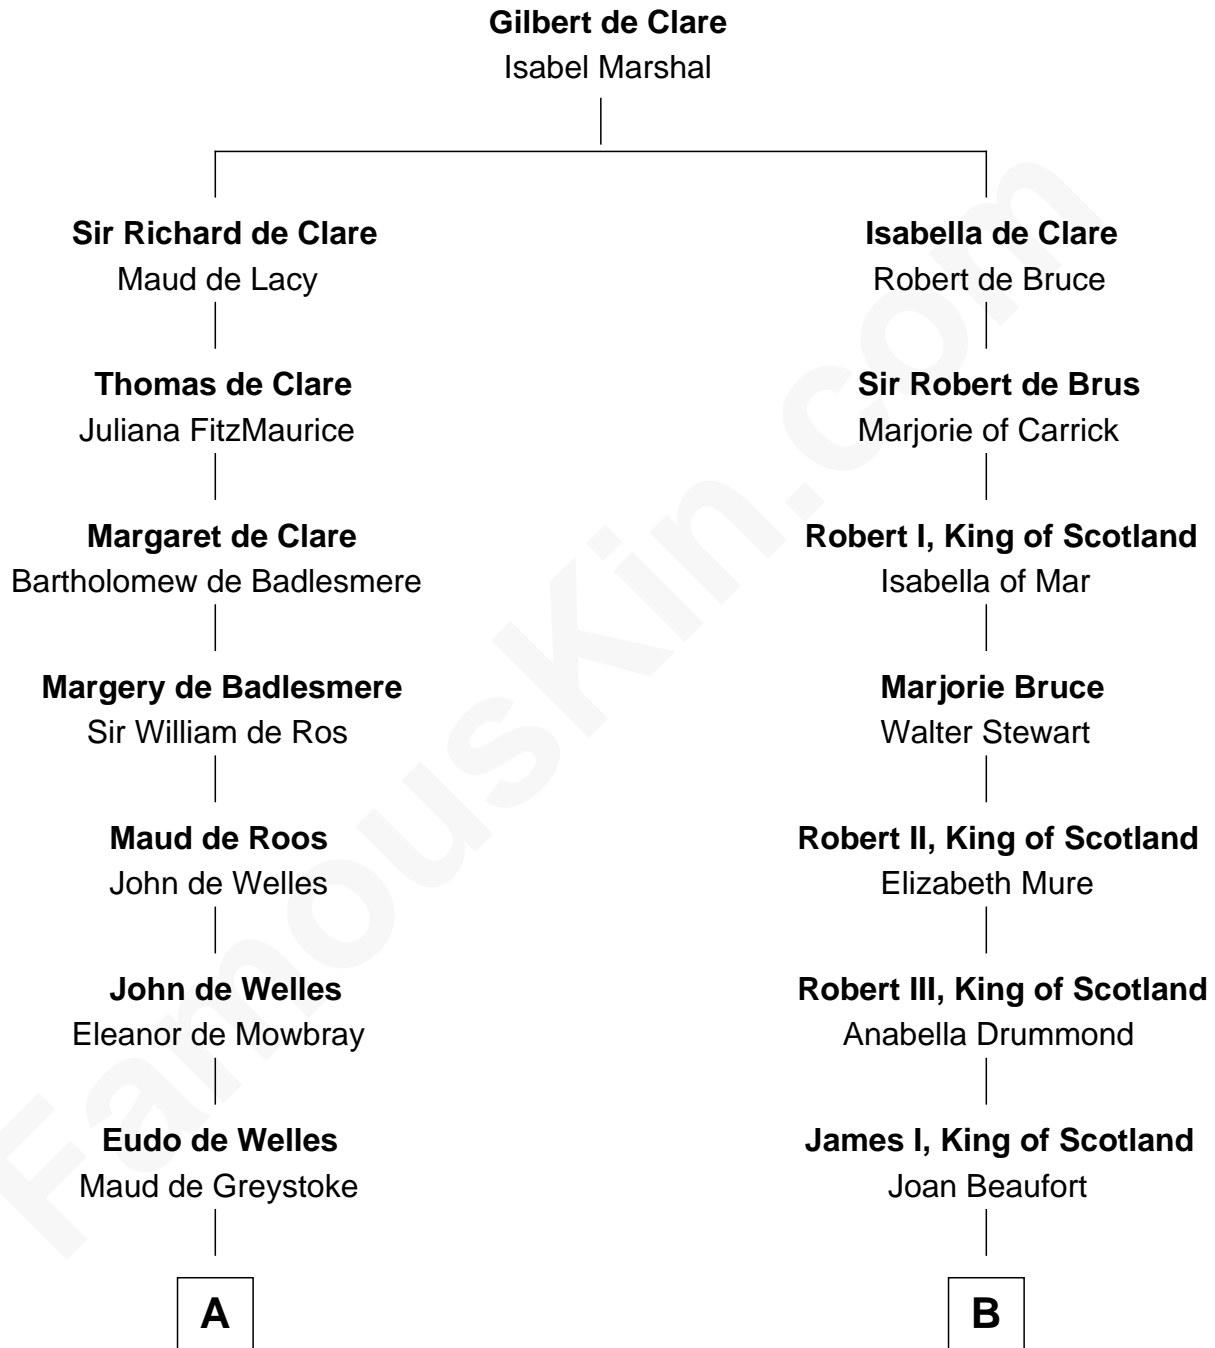 Gilbert de Clare
Isabel Marshal
Sir Richard de Clare
Maud de Lacy
Thomas de Clare
Juliana FitzMaurice
Margaret de Clare
Bartholomew de Badlesmere
Margery de Badlesmere
Sir William de Ros
Maud de Roos
John de Welles
John de Welles
Eleanor de Mowbray
Eudo de Welles
Maud de Greystoke
A
Isabella de Clare
Robert de Bruce
Sir Robert de Brus
Marjorie of Carrick
Robert I, King of Scotland
Isabella of Mar
Marjorie Bruce
Walter Stewart
Robert II, King of Scotland
Elizabeth Mure
Robert III, King of Scotland
Anabella Drummond
James I, King of Scotland
Joan Beaufort
B
FamousKin.com